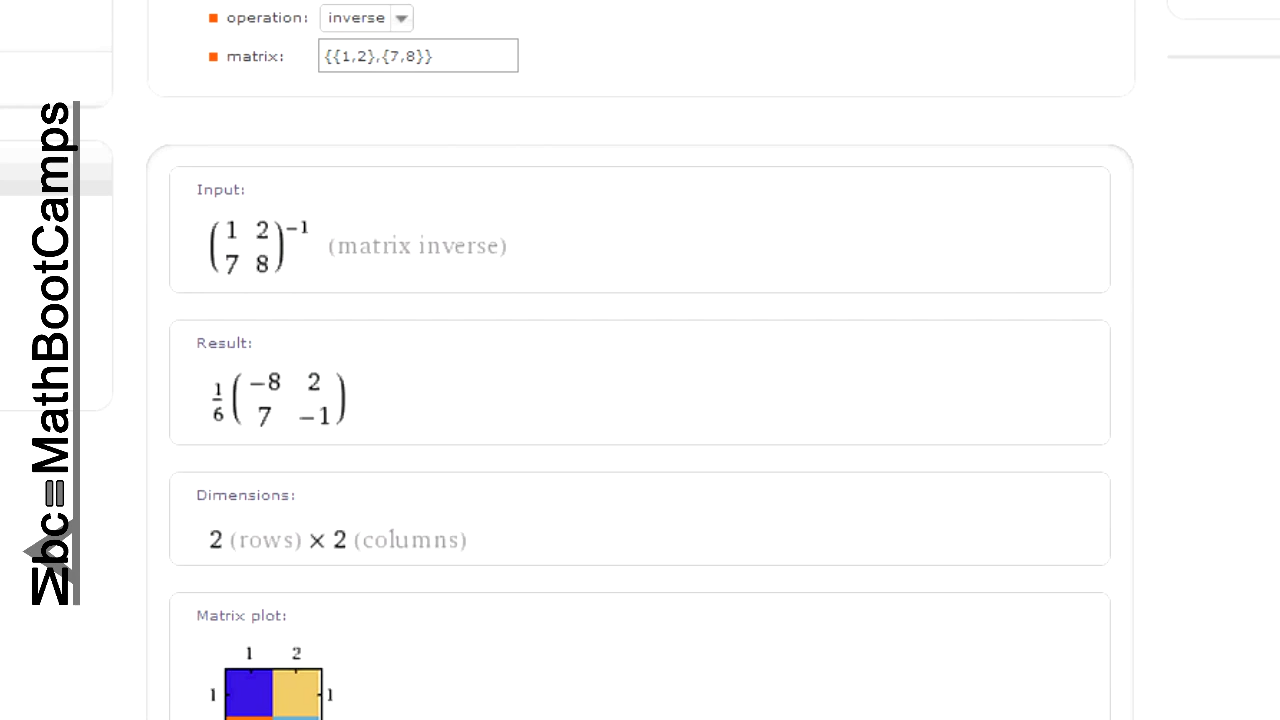 operation: inverse
matrix: {{1,2},{7,8}}
Input:
(1 2
7 8)^-1 (matrix inverse)
Result:
1/6 (-8 2
7 -1)
Dimensions:
2 (rows) × 2 (columns)
Matrix plot:
1 2
1 1
mbc=MathBootCamps